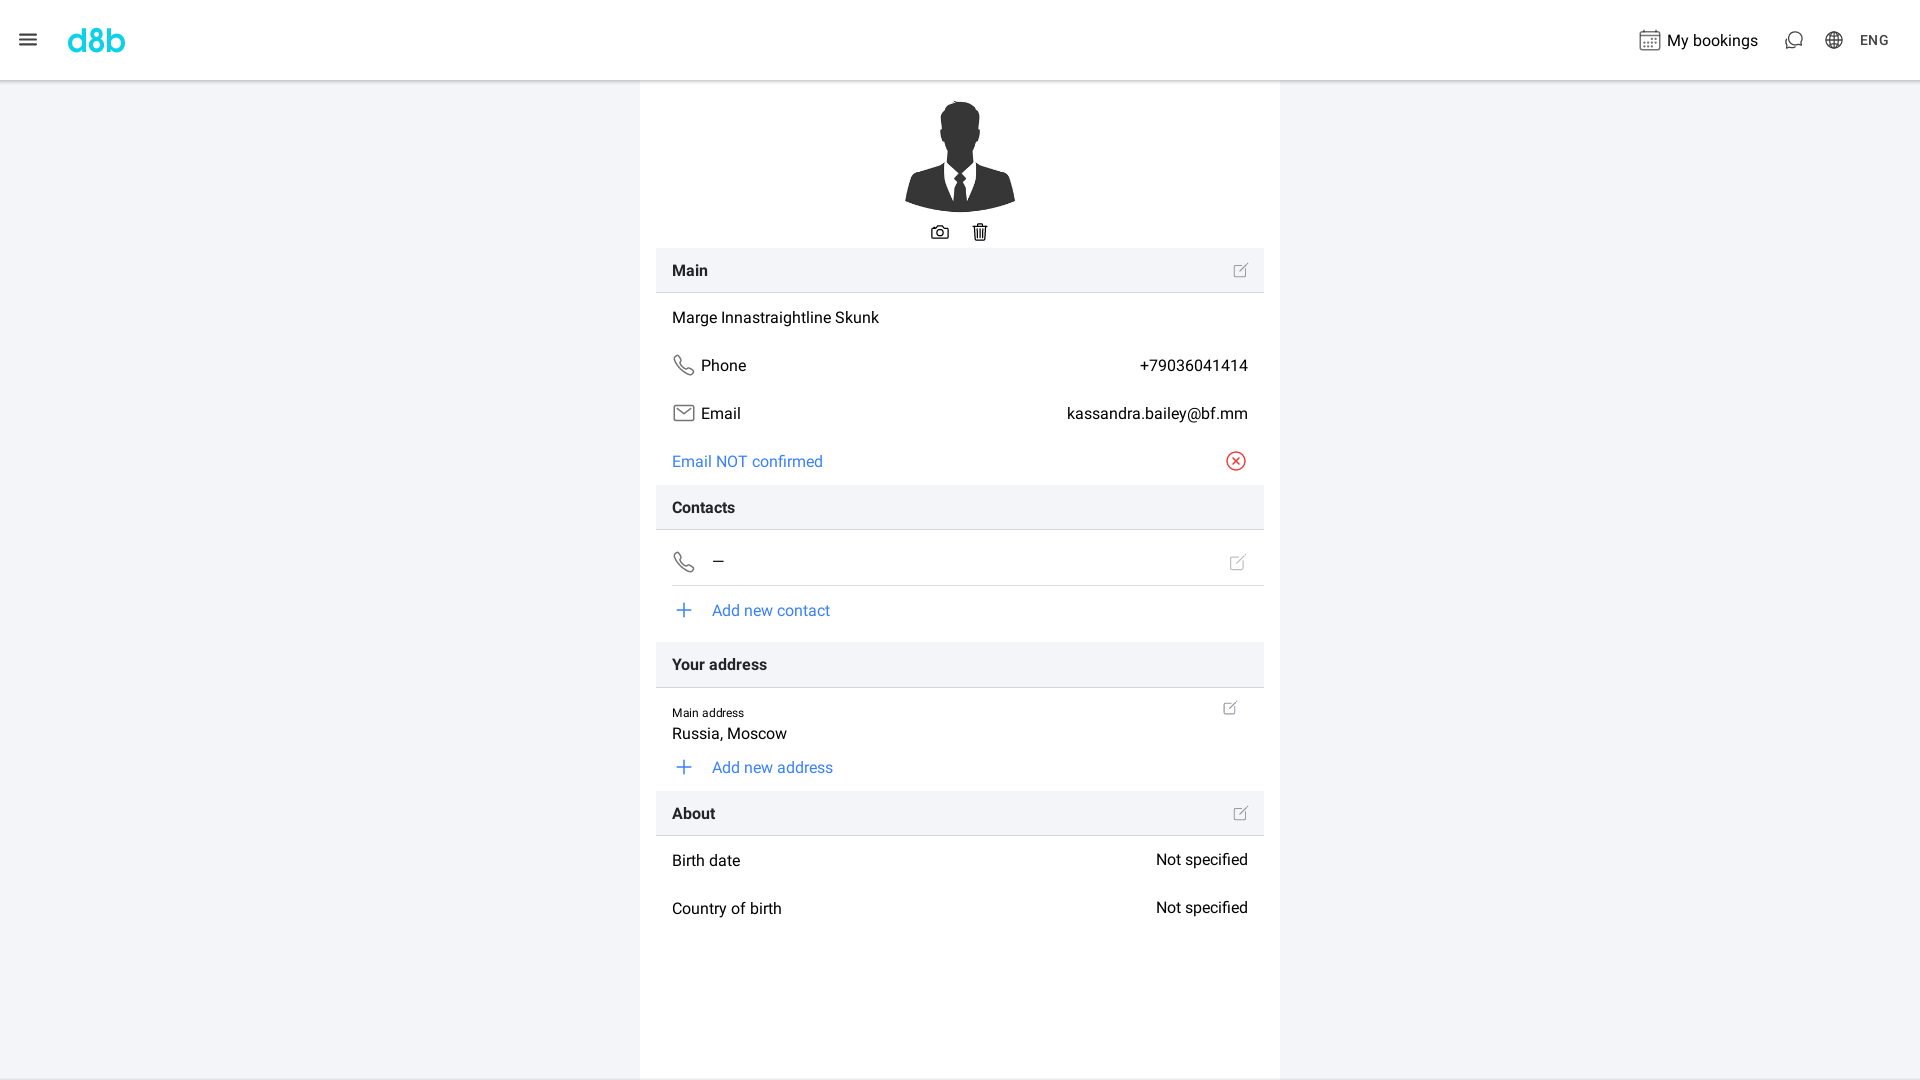 d8b
My bookings
ENG
Main
Marge Innastraightline Skunk
Phone
+79036041414
Email
kassandra.bailey@bf.mm
Email NOT confirmed
Contacts
—
Add new contact
Your address
Main address
Russia, Moscow
Add new address
About
Birth date
Not specified
Country of birth
Not specified